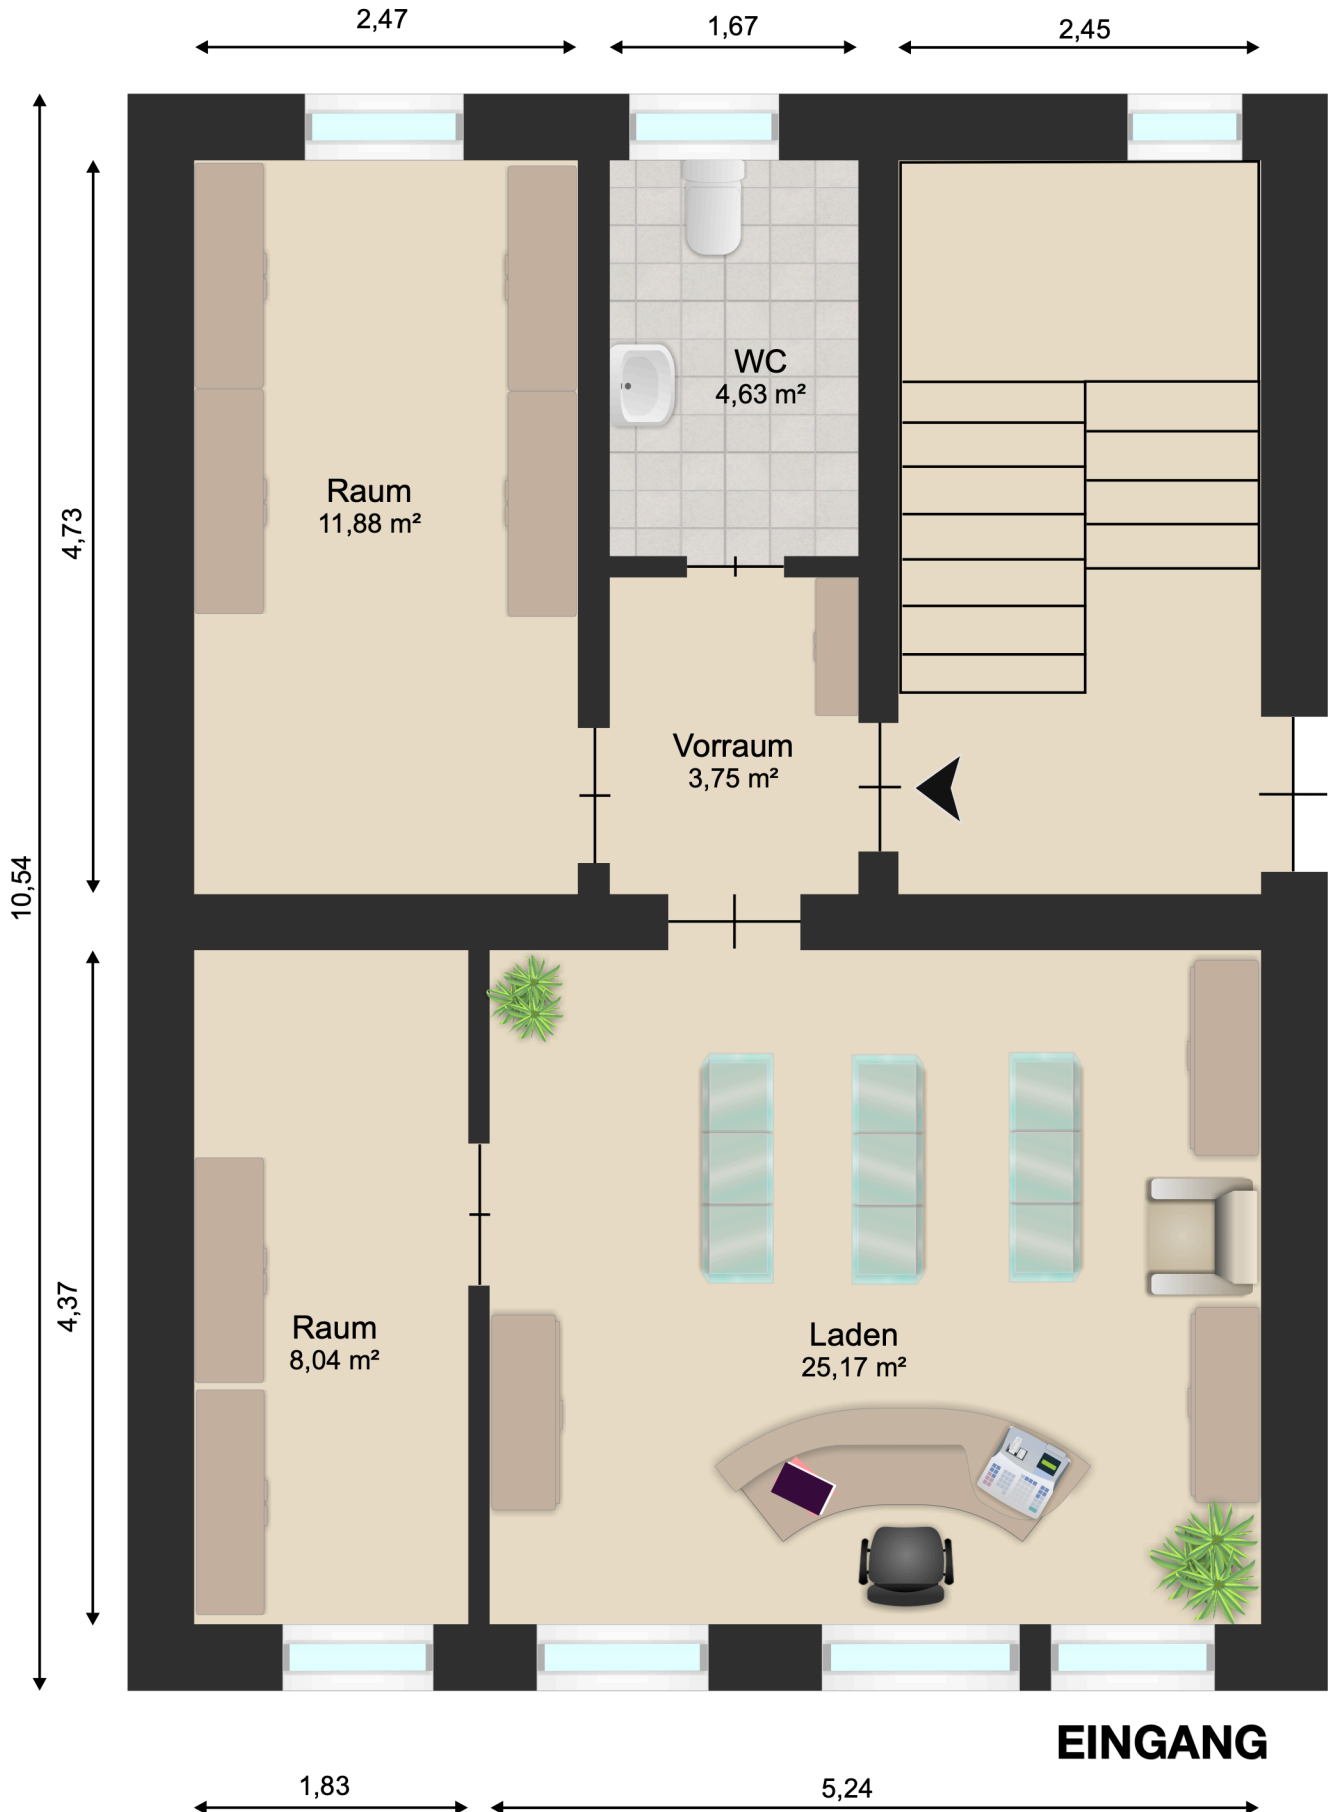 2,47
1,67
2,45
WC
4,63 m²
Raum
11,88 m²
4,73
Vorraum
3,75 m²
10,54
4,37
Raum
8,04 m²
Laden
25,17 m²
EINGANG
1,83
5,24